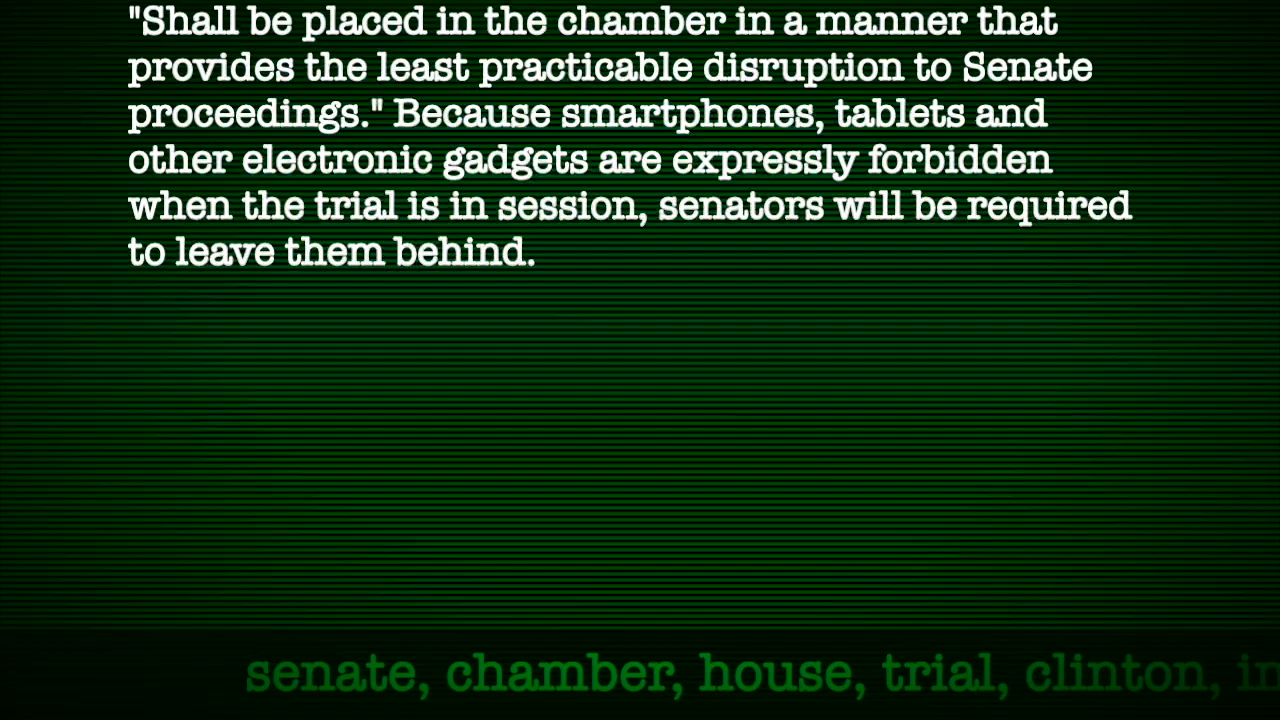 "Shall be placed in the chamber in a manner that
provides the least practicable disruption to Senate
proceedings." Because smartphones, tablets and
other electronic gadgets are expressly forbidden
when the trial is in session, senators will be required
to leave them behind.
senate, chamber, house, trial, clinton,